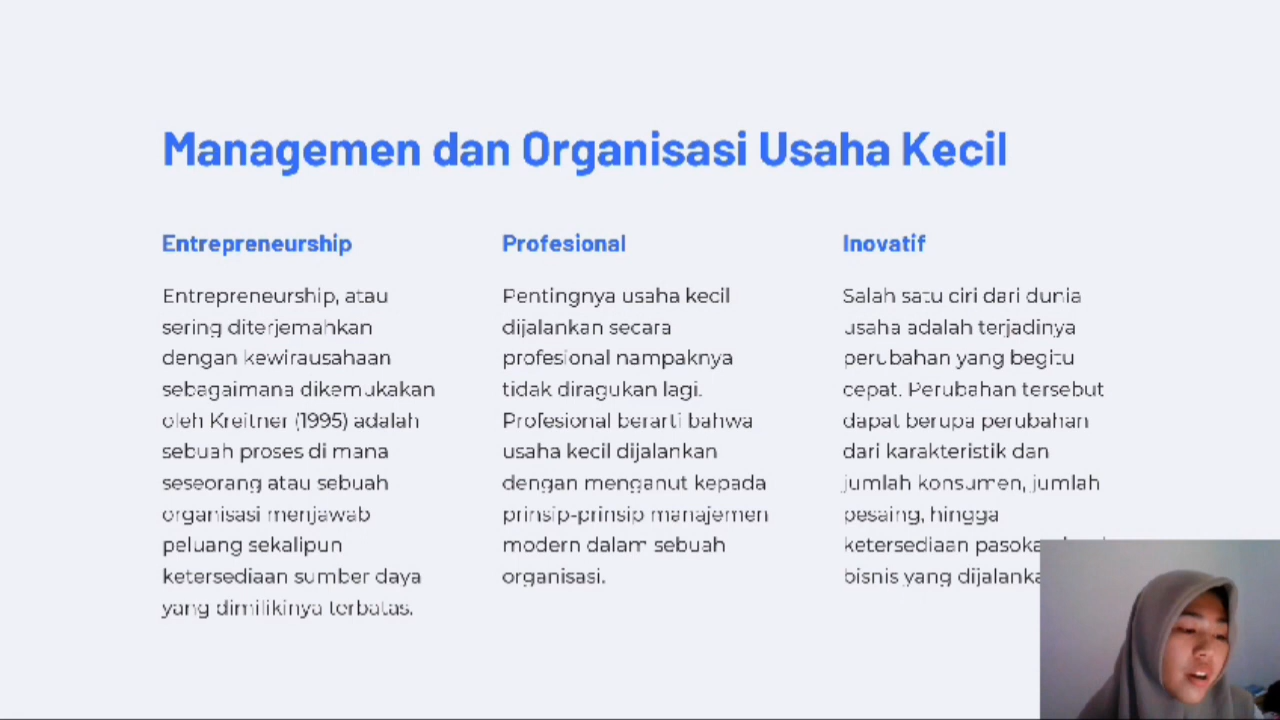 Managemen dan Organisasi Usaha Kecil
Entrepreneurship
Entrepreneurship, atau
sering diterjemahkan
dengan kewirausahaan
sebagaimana dikemukakan
oleh Kreitner (1995) adalah
sebuah proses di mana
seseorang atau sebuah
organisasi menjawab
peluang sekalipun
ketersediaan sumber daya
yang dimilikinya terbatas.
Profesional
Pentingnya usaha kecil
dijalankan secara
profesional nampaknya
tidak diragukan lagi.
Profesional berarti bahwa
usaha kecil dijalankan
dengan menganut kepada
prinsip-prinsip manajemen
modern dalam sebuah
organisasi.
Inovatif
Salah satu ciri dari dunia
usaha adalah terjadinya
perubahan yang begitu
cepat. Perubahan tersebut
dapat berupa perubahan
dari karakteristik dan
jumlah konsumen, jumlah
pesaing, hingga
ketersediaan
bisnis yang